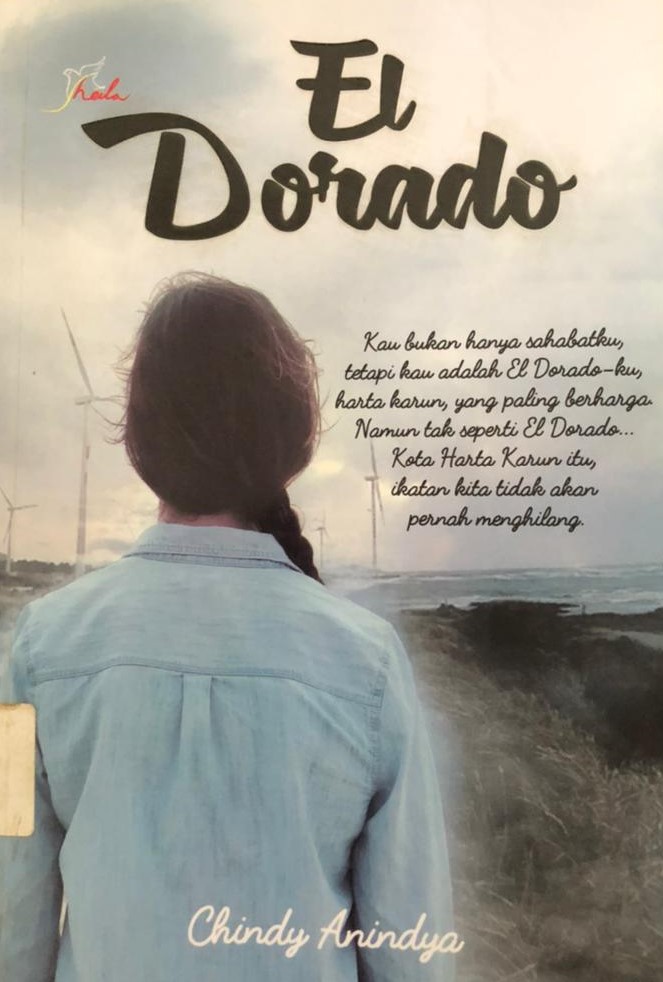 Sheila
El
Dorado
Kau bukan hanya sahabatku,
tetapi kau adalah El Dorado-ku,
harta karun, yang paling berharga.
Namun tak seperti El Dorado...
Kota Harta Karun itu,
ikatan kita tidak akan
pernah menghilang.
Chindy Anindya